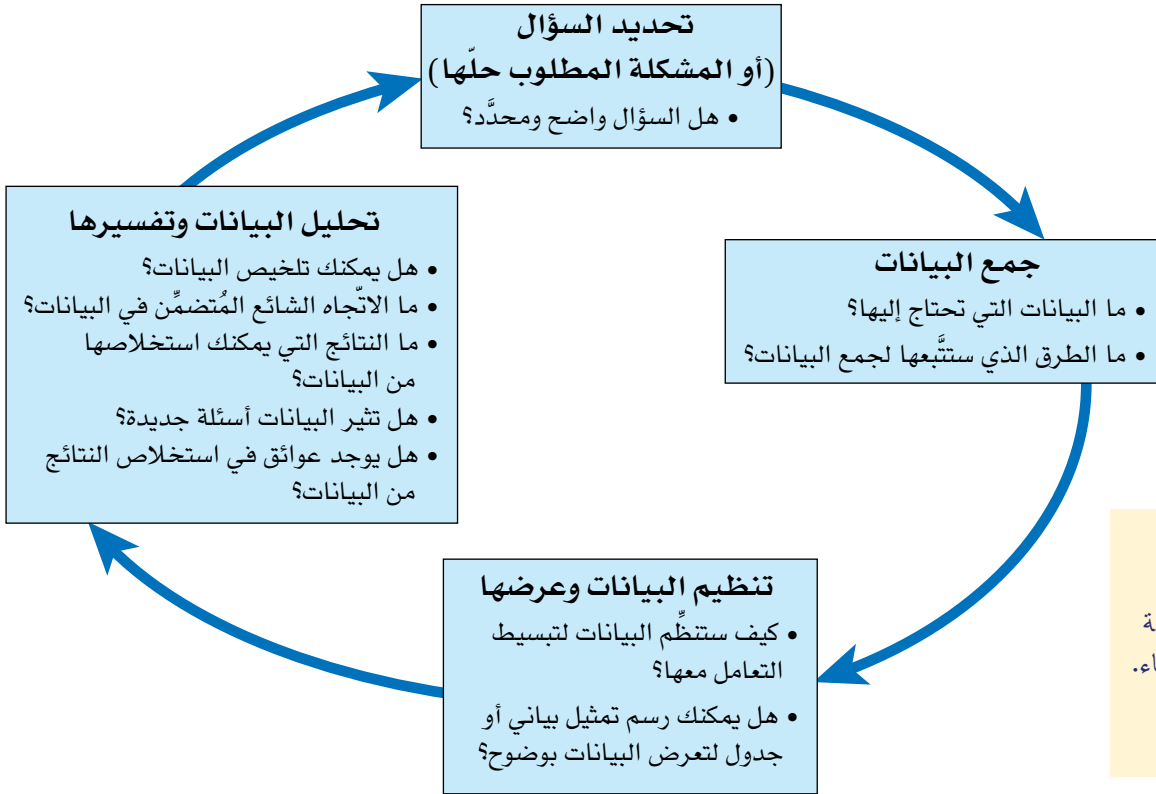 تحديد السؤال
(أو المشكلة المطلوب حلّها)
• هل السؤال واضح ومحدَّد؟
جمع البيانات
• ما البيانات التي تحتاج إليها؟
• ما الطرق الذي ستتَّبعها لجمع البيانات؟
تنظيم البيانات وعرضها
• كيف ستنظِّم البيانات لتبسيط
التعامل معها؟
• هل يمكنك رسم تمثيل بياني أو
جدول لتعرض البيانات بوضوح؟
تحليل البيانات وتفسيرها
• هل يمكنك تلخيص البيانات؟
• ما الاتّجاه الشائع المُتضمِّن في البيانات؟
• ما النتائج التي يمكنك استخلاصها
من البيانات؟
• هل تثير البيانات أسئلة جديدة؟
• هل يوجد عوائق في استخلاص النتائج
من البيانات؟